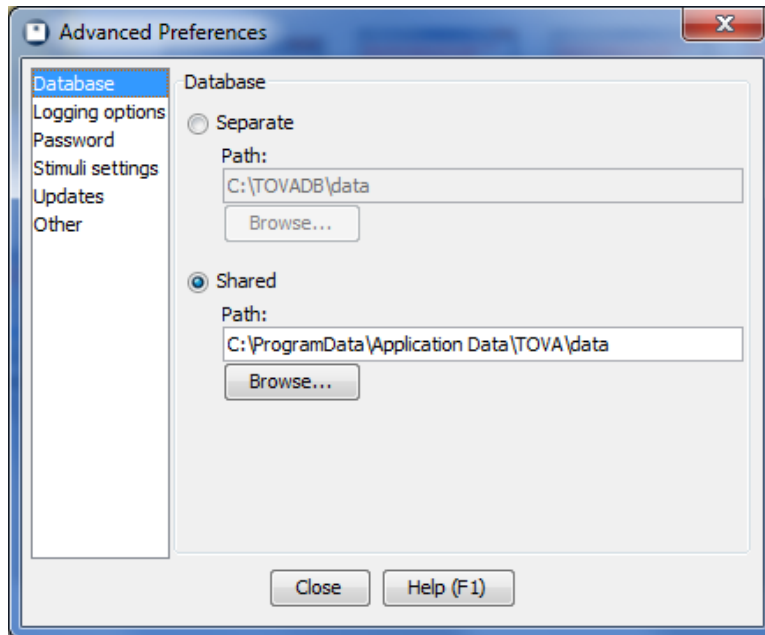 Advanced Preferences
Database
Logging options
Password
Stimuli settings
Updates
Other
Database
Separate
Path:
C:\TOVADB\data
Browse...
Shared
Path:
C:\ProgramData\Application Data\TOVA\data
Browse...
Close
Help (F1)